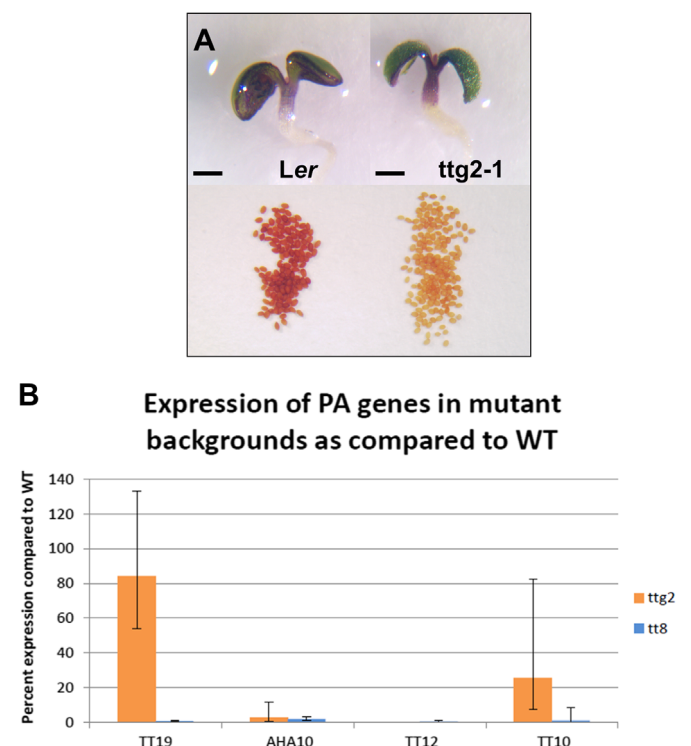 A
Ler
ttg2-1
B
Expression of PA genes in mutant
backgrounds as compared to WT
Percent expression compared to WT
140
120
100
80
60
40
20
0
TT19
AHA10
TT12
TT10
ttg2
tt8